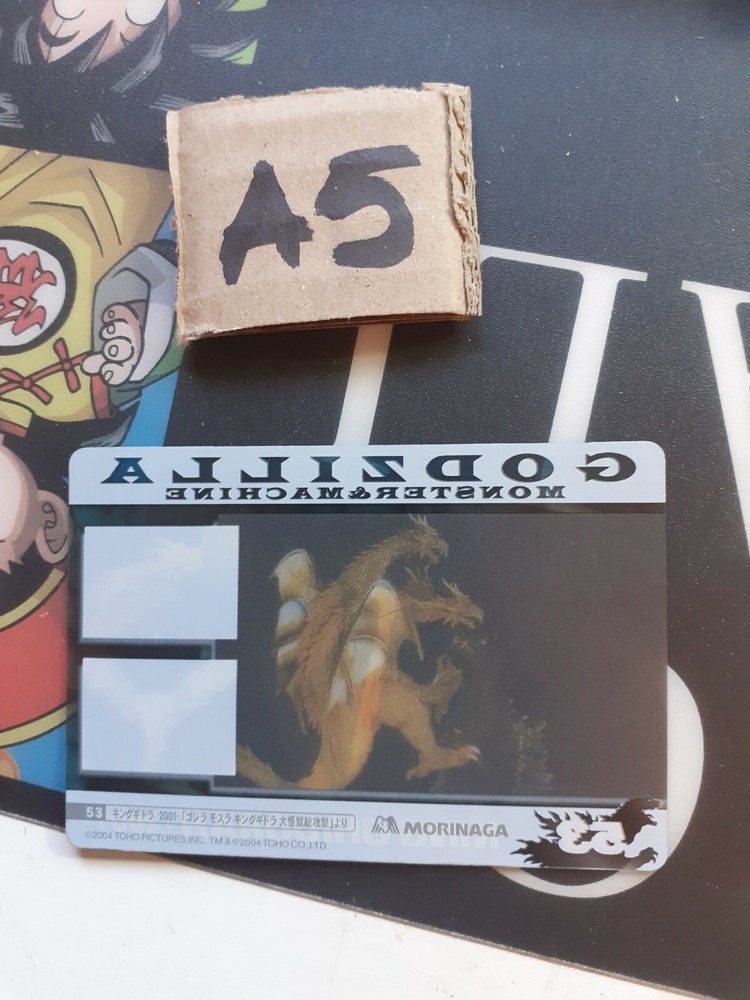 A5
GODZILLA
MONSTER&MACHINE
53 キングギドラ 2001・「ゴジラ モスラ キングギドラ 大怪獣総攻撃」より
MORINAGA
53
©2004 TOHO PICTURES,INC. TM & ©2004 TOHO CO.,LTD